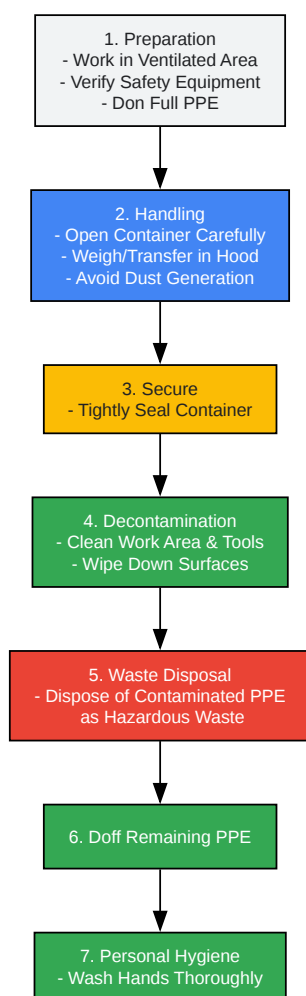 1. Preparation
- Work in Ventilated Area
- Verify Safety Equipment
- Don Full PPE
2. Handling
- Open Container Carefully
- Weigh/Transfer in Hood
- Avoid Dust Generation
3. Secure
- Tightly Seal Container
4. Decontamination
- Clean Work Area & Tools
- Wipe Down Surfaces
5. Waste Disposal
- Dispose of Contaminated PPE
as Hazardous Waste
6. Doff Remaining PPE
7. Personal Hygiene
- Wash Hands Thoroughly